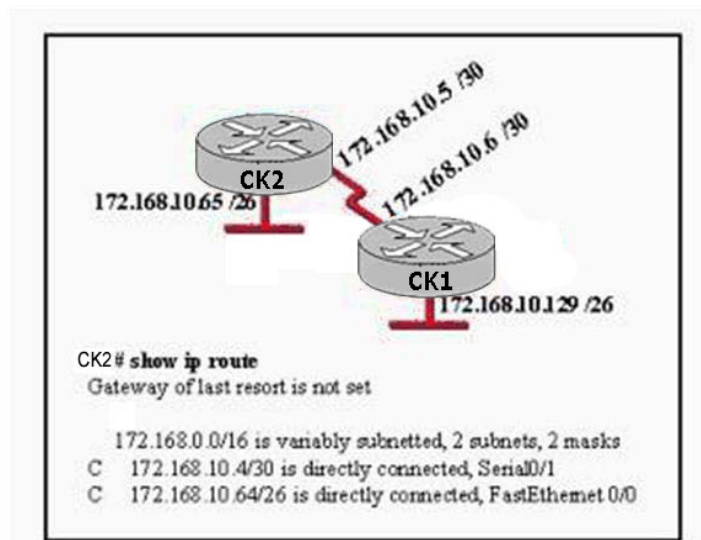 172.168.10.5 /30
172.168.10.6 /30
CK2
172.168.10.65 /26
CK1
172.168.10.129 /26
CK2# show ip route
Gateway of last resort is not set
172.168.0.0/16 is variably subnetted, 2 subnets, 2 masks
C 172.168.10.4/30 is directly connected, Serial0/1
C 172.168.10.64/26 is directly connected, FastEthernet 0/0